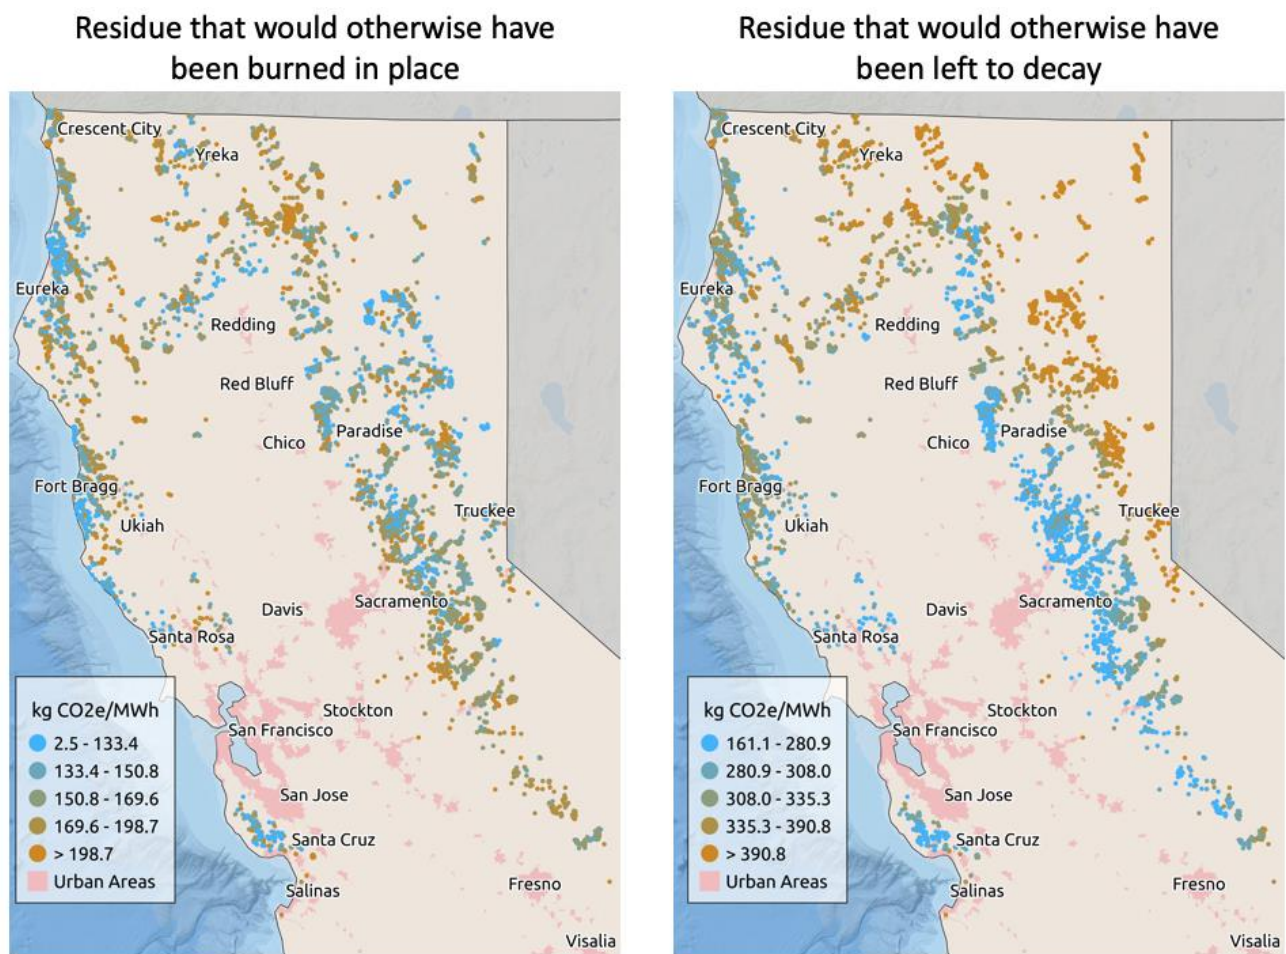 Residue that would otherwise have
been burned in place
Crescent City
Yreka
Eureka
Redding
Red Bluff
Paradise
Chico
Fort Bragg
Truckee
Ukiah
Sacramento
Davis
Santa Rosa
Stockton
San Francisco
San Jose
Santa Cruz
Fresno
Salinas
Visalia
kg CO2e/MWh
2.5 - 133.4
133.4 - 150.8
150.8 - 169.6
169.6 - 198.7
> 198.7
Urban Areas
Residue that would otherwise have
been left to decay
Crescent City
Yreka
Eureka
Redding
Red Bluff
Paradise
Chico
Fort Bragg
Truckee
Ukiah
Sacramento
Davis
Santa Rosa
Stockton
San Francisco
San Jose
Santa Cruz
Fresno
Salinas
Visalia
kg CO2e/MWh
161.1 - 280.9
280.9 - 308.0
308.0 - 335.3
335.3 - 390.8
> 390.8
Urban Areas